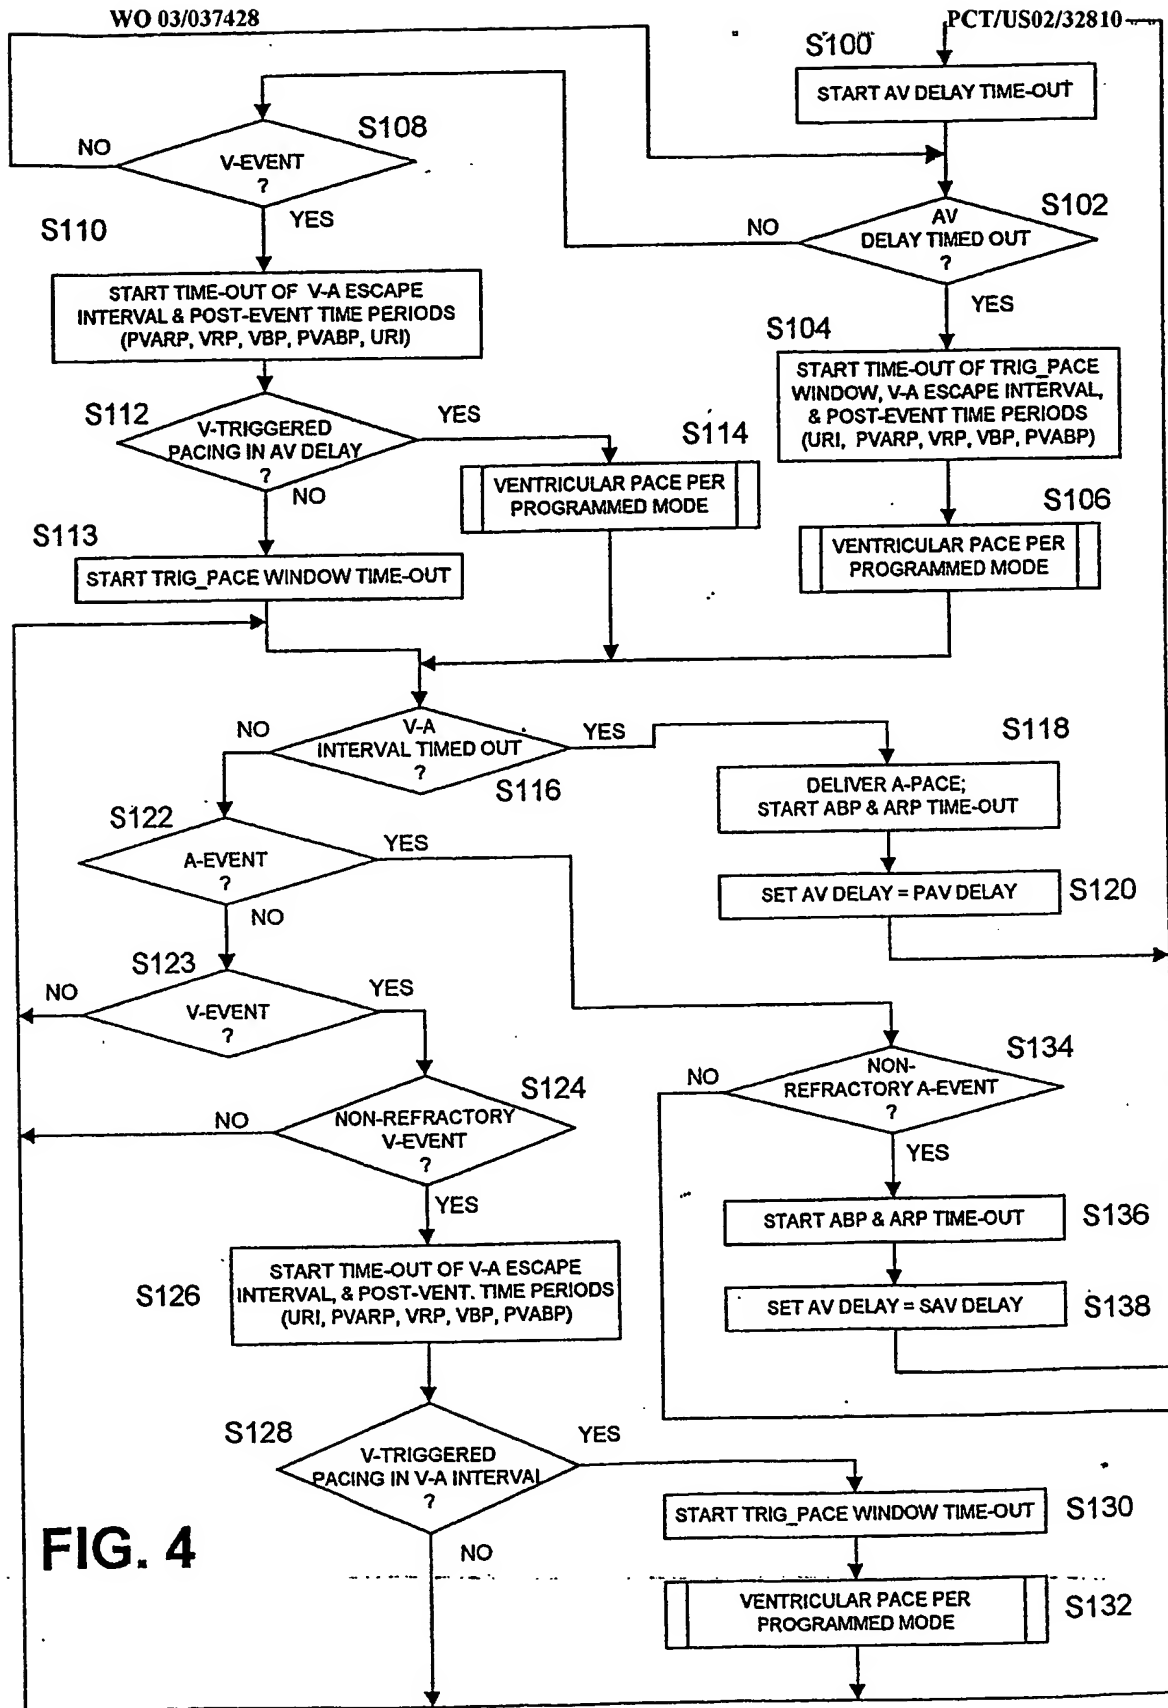 WO 03/037428
PCT/US02/32810
S100
START AV DELAY TIME-OUT
S108
V-EVENT
?
NO
YES
S102
AV
DELAY TIMED OUT
?
NO
YES
S110
START TIME-OUT OF V-A ESCAPE
INTERVAL & POST-EVENT TIME PERIODS
(PVARP, VRP, VBP, PVABP, URI)
S104
START TIME-OUT OF TRIG_PACE
WINDOW, V-A ESCAPE INTERVAL,
& POST-EVENT TIME PERIODS
(URI, PVARP, VRP, VBP, PVABP)
S112
V-TRIGGERED
PACING IN AV DELAY
?
YES
NO
S114
VENTRICULAR PACE PER
PROGRAMMED MODE
S106
VENTRICULAR PACE PER
PROGRAMMED MODE
S113
START TRIG_PACE WINDOW TIME-OUT
NO
V-A
INTERVAL TIMED OUT
?
YES
S116
S118
DELIVER A-PACE;
START ABP & ARP TIME-OUT
S122
A-EVENT
?
YES
NO
SET AV DELAY = PAV DELAY
S120
S123
NO
V-EVENT
?
YES
S134
NON-
REFRACTORY A-EVENT
?
NO
YES
S124
NO
NON-REFRACTORY
V-EVENT
?
YES
START ABP & ARP TIME-OUT
S136
S126
START TIME-OUT OF V-A ESCAPE
INTERVAL, & POST-VENT. TIME PERIODS
(URI, PVARP, VRP, VBP, PVABP)
SET AV DELAY = SAV DELAY
S138
S128
V-TRIGGERED
PACING IN V-A INTERVAL
?
YES
NO
START TRIG_PACE WINDOW TIME-OUT
S130
FIG. 4
VENTRICULAR PACE PER
PROGRAMMED MODE
S132